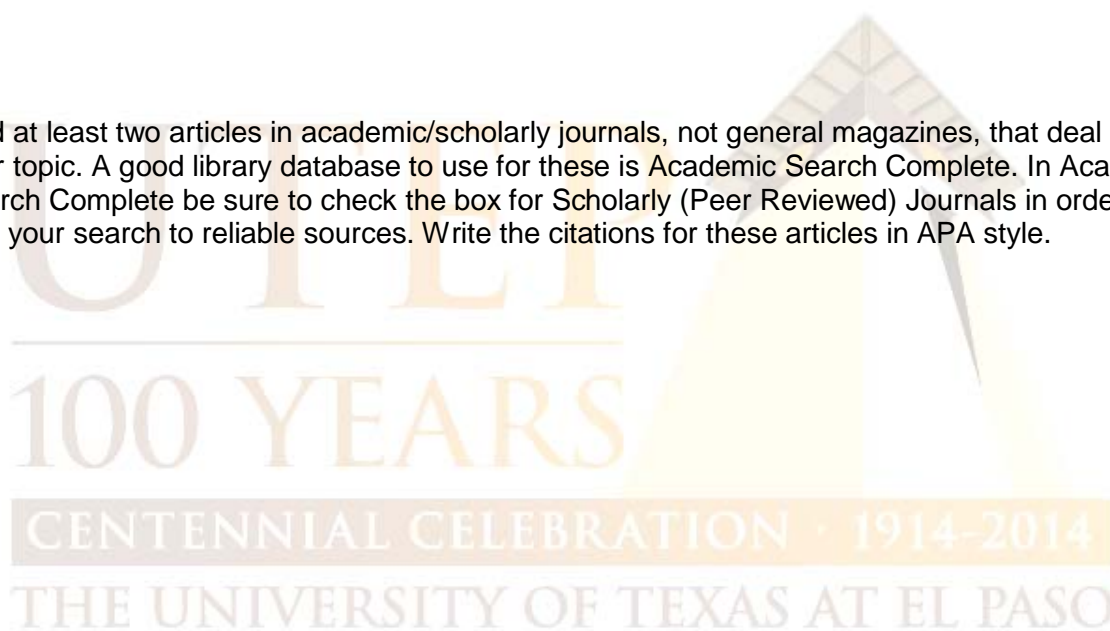 at least two articles in academic/scholarly journals, not general magazines, that deal
topic. A good library database to use for these is Academic Search Complete. In
Complete be sure to check the box for Scholarly (Peer Reviewed) Journals in
your search to reliable sources. Write the citations for these articles in APA style.
UTEP
100 YEARS
CENTENNIAL CELEBRATION · 1914-2014
THE UNIVERSITY OF TEXAS AT EL PASO